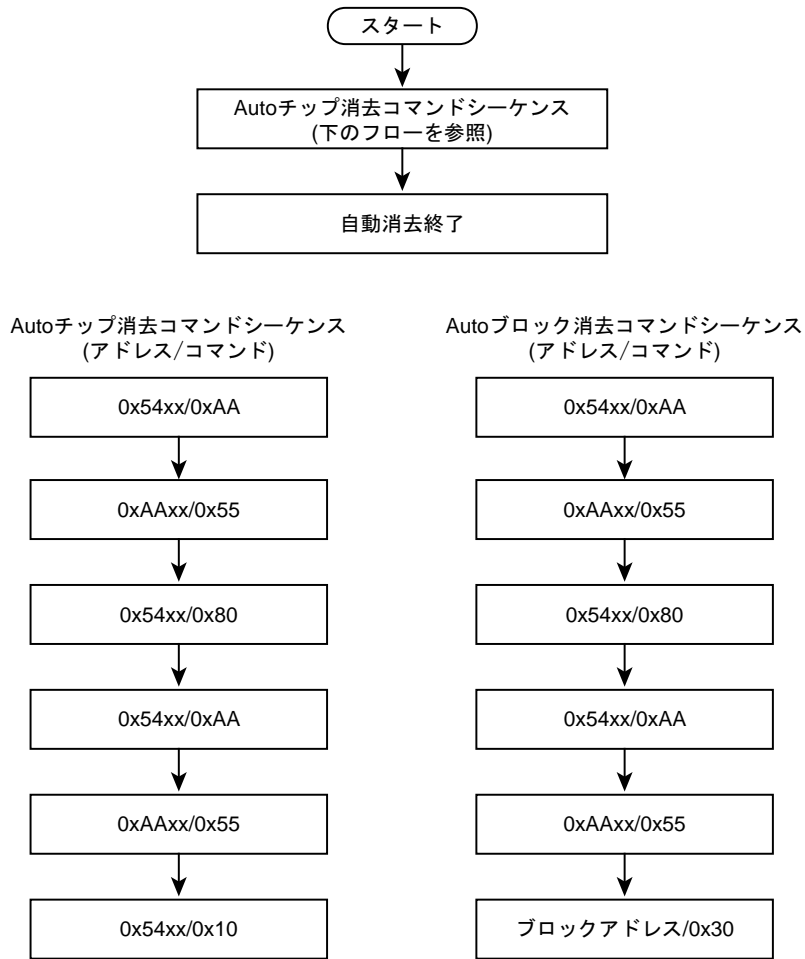 スタート
Autoチップ消去コマンドシーケンス
(下のフローを参照)
自動消去終了
Autoチップ消去コマンドシーケンス
(アドレス/コマンド)
0x54xx/0xAA
0xAAxx/0x55
0x54xx/0x80
0x54xx/0xAA
0xAAxx/0x55
0x54xx/0x10
Autoブロック消去コマンドシーケンス
(アドレス/コマンド)
0x54xx/0xAA
0xAAxx/0x55
0x54xx/0x80
0x54xx/0xAA
0xAAxx/0x55
ブロックアドレス/0x30